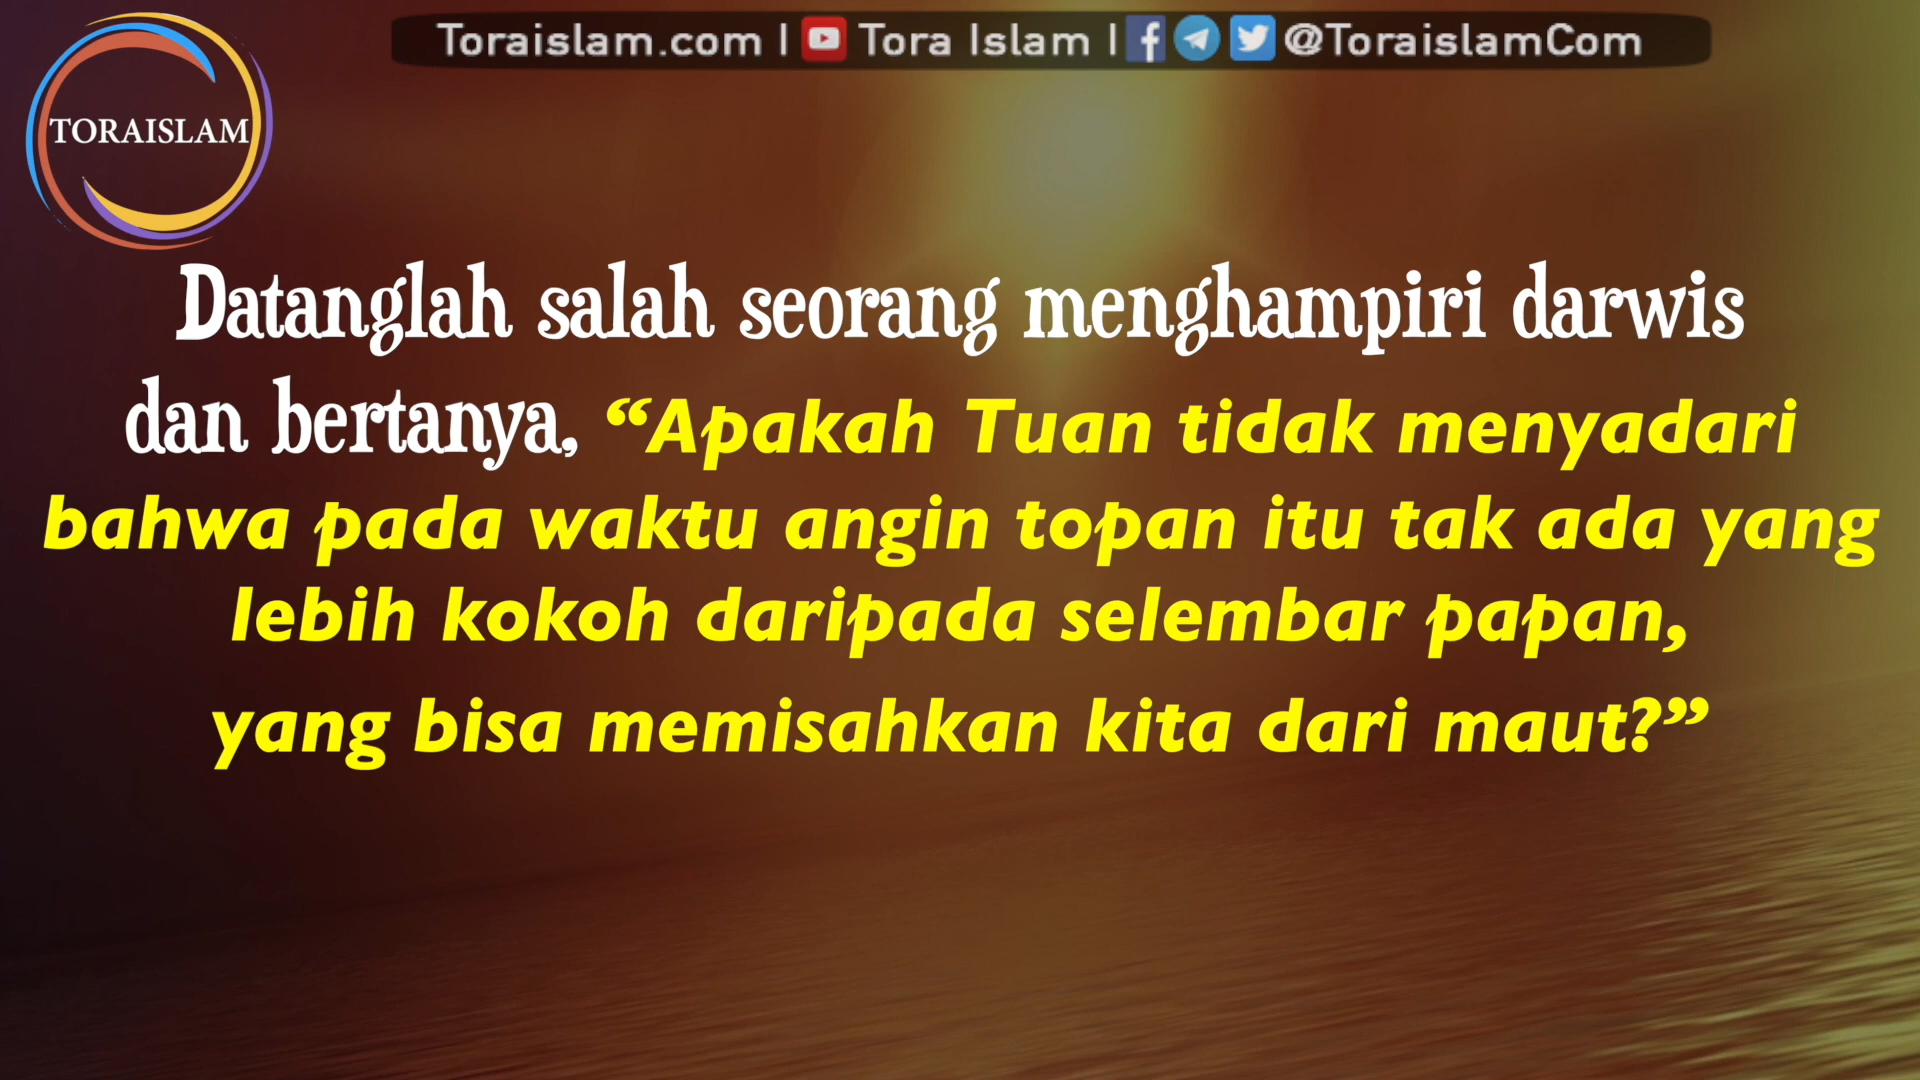 Toraislam.com | Tora Islam | @ToraislamCom
TORAISLAM
Datanglah salah seorang menghampiri darwis
dan bertanya, “Apakah Tuan tidak menyadari
bahwa pada waktu angin topan itu tak ada yang
lebih kokoh daripada selembar papan,
yang bisa memisahkan kita dari maut?”